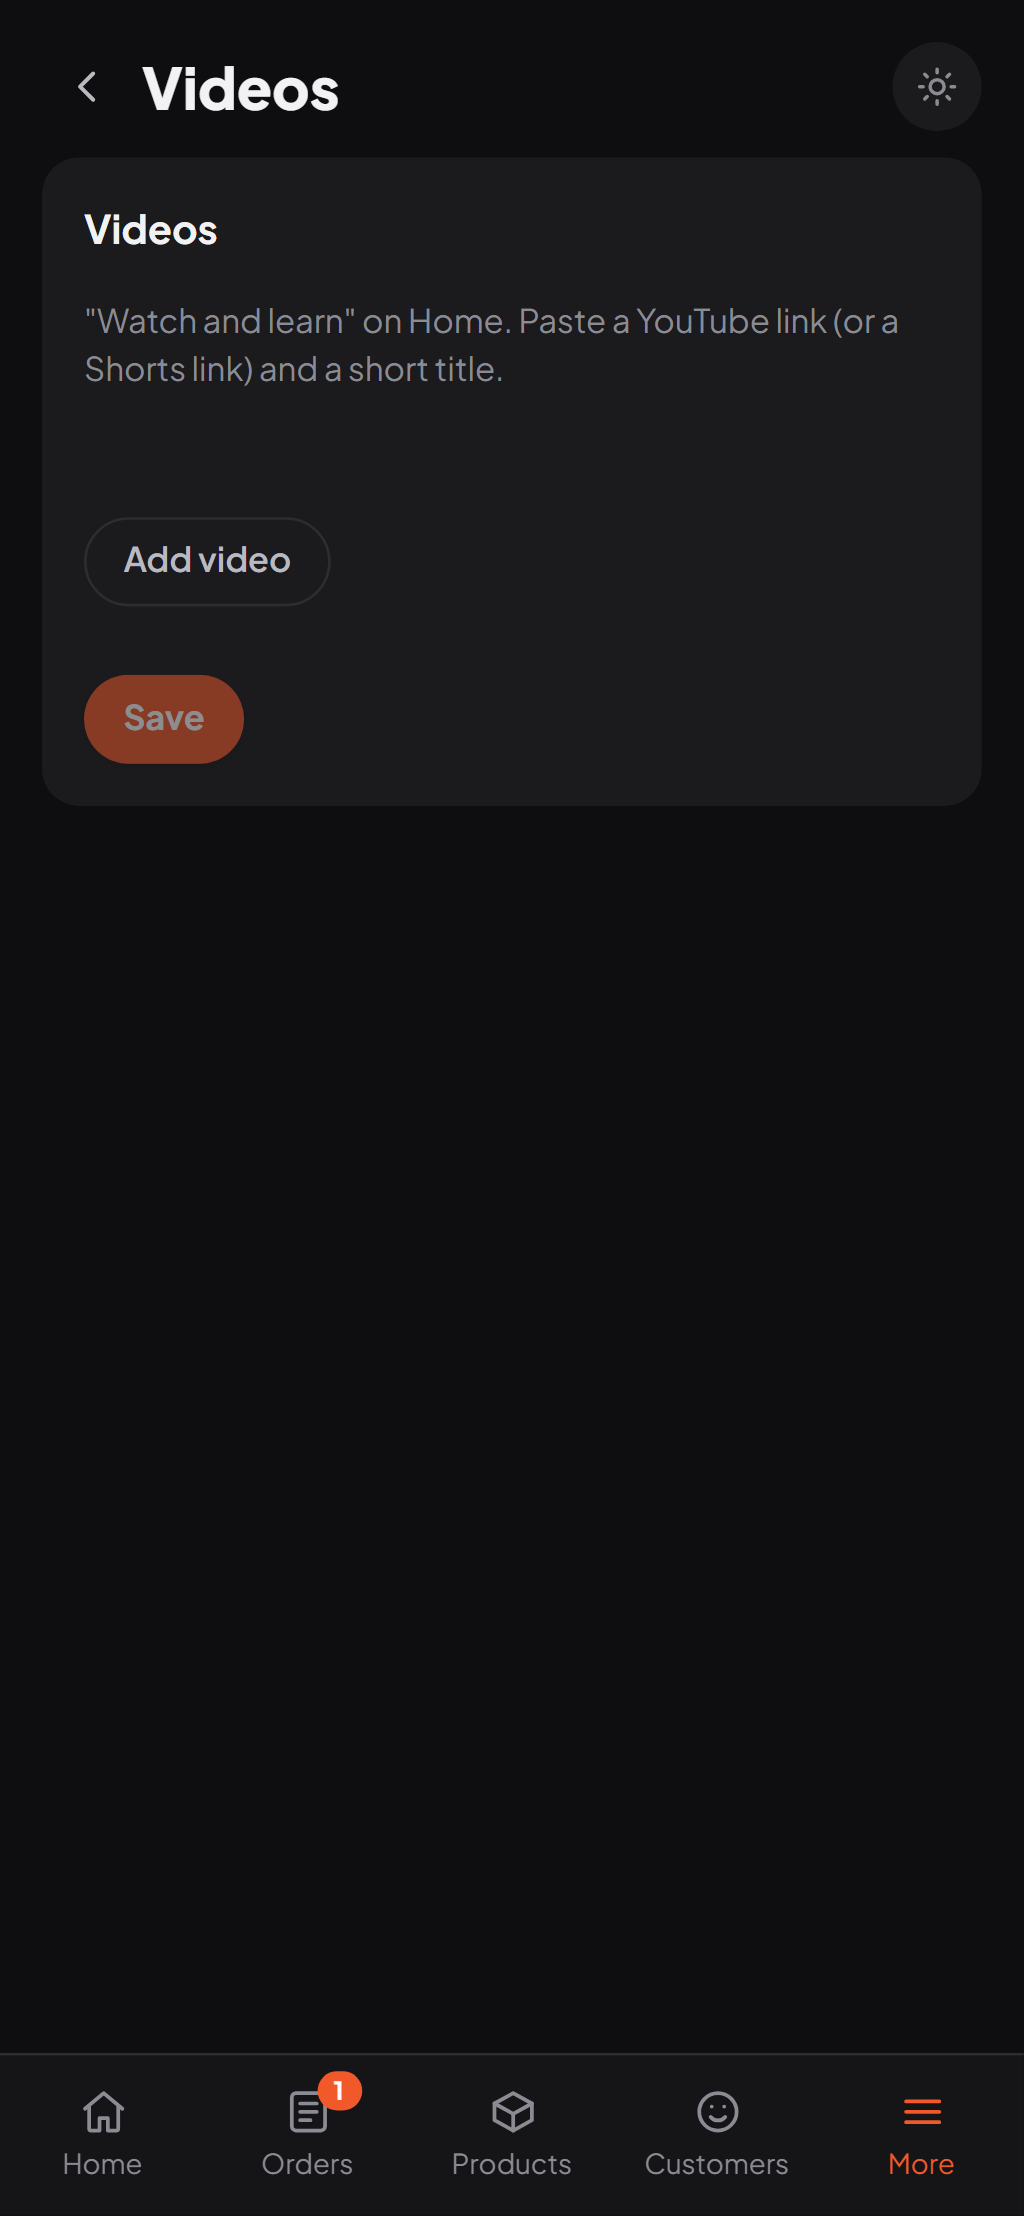 Videos
Videos
"Watch and learn" on Home. Paste a YouTube link (or a
Shorts link) and a short title.
Add video
Save
1
Home
Orders
Products
Customers
More